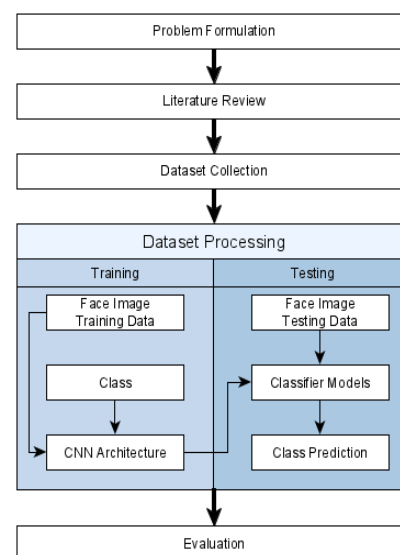 Problem Formulation
Literature Review
Dataset Collection
Dataset Processing
Training
Testing
Face Image
Training Data
Face Image
Testing Data
Class
Classifier Models
CNN Architecture
Class Prediction
Evaluation